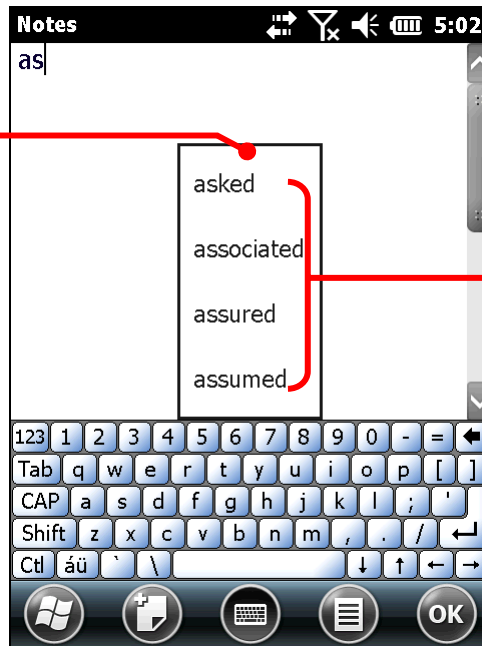 Notes 5:02
as
asked
associated
assured
assumed
123 1 2 3 4 5 6 7 8 9 0 - =
Tab q w e r t y u i o p [ ]
CAP a s d f g h j k l ; '
Shift z x c v b n m , . /
Ctl áü ` \
OK